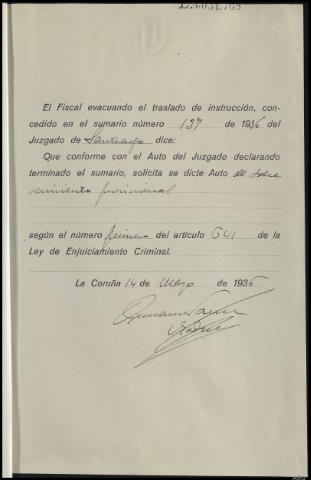 El Fiscal evacuando el traslado de instrucción, con-
cedido en el sumario número 137 de 1936 del
Juzgado de Santiago dice:
Que conforme con el Auto del Juzgado declarando
terminado el sumario, solicita se dicte Auto de sobre
seimiento provisional
según el número primero del artículo 641 de la
Ley de Enjuiciamiento Criminal.
La Coruña 14 de Mayo de 1936